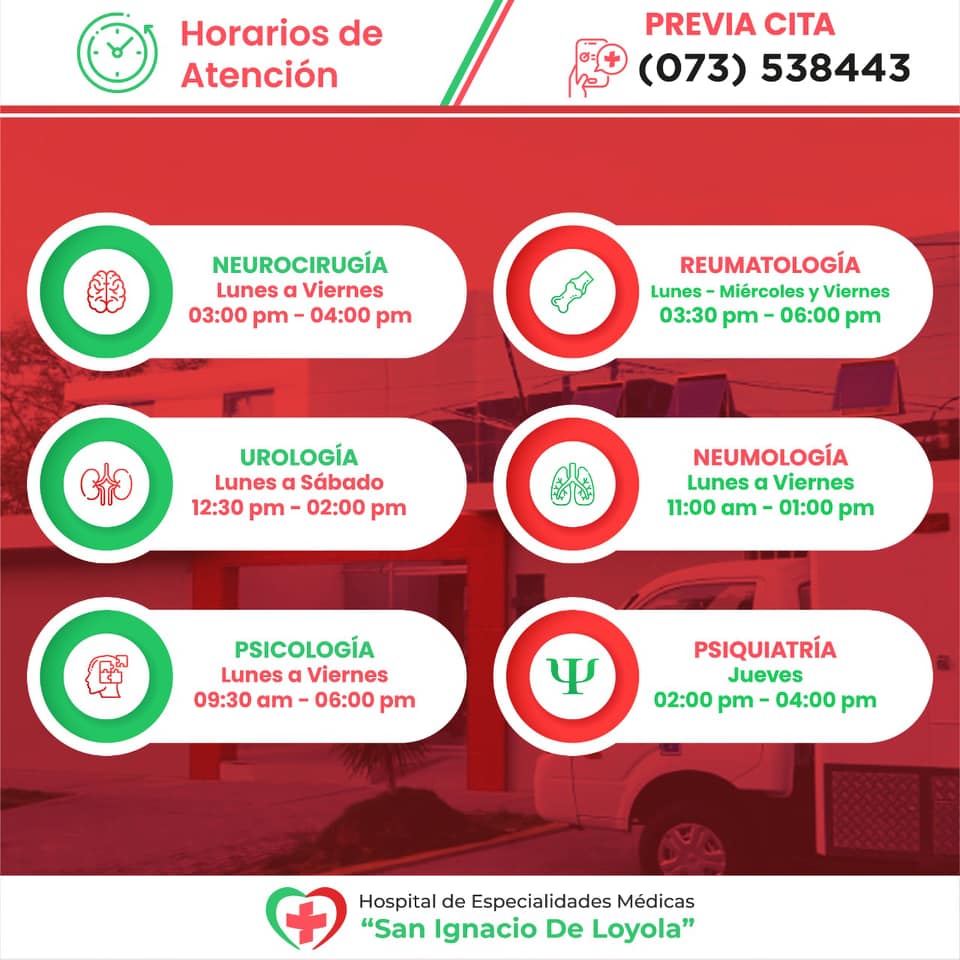 Horarios de
Atención
PREVIA CITA
(073) 538443
NEUROCIRUGÍA
Lunes a Viernes
03:00 pm - 04:00 pm
REUMATOLOGÍA
Lunes - Miércoles y Viernes
03:30 pm - 06:00 pm
UROLOGÍA
Lunes a Sábado
12:30 pm - 02:00 pm
NEUMOLOGÍA
Lunes a Viernes
11:00 am - 01:00 pm
PSICOLOGÍA
Lunes a Viernes
09:30 am - 06:00 pm
PSIQUIATRÍA
Jueves
02:00 pm - 04:00 pm
Hospital de Especialidades Médicas
“San Ignacio De Loyola”